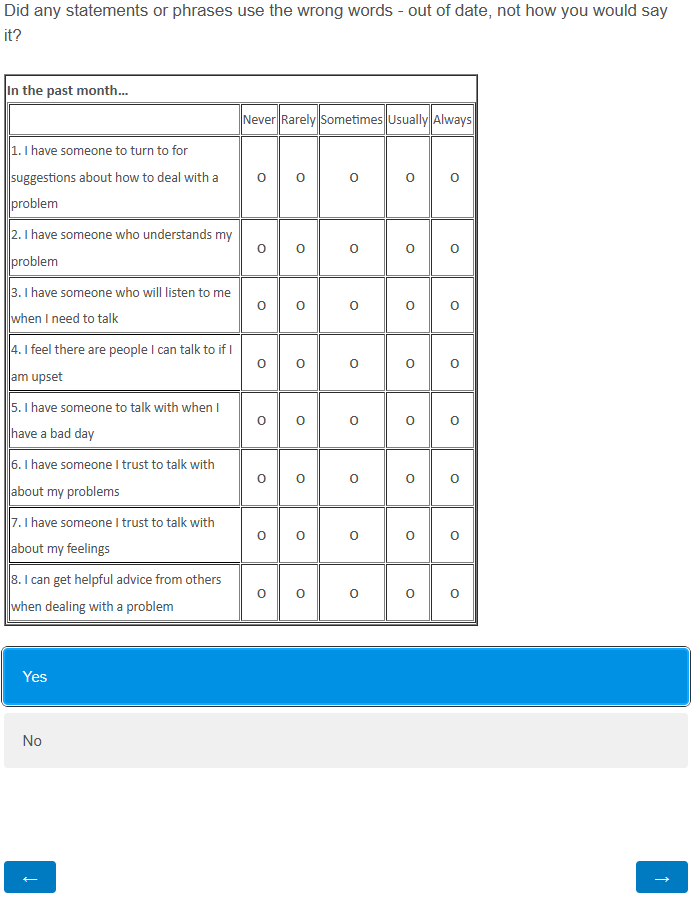 Did any statements or phrases use the wrong words - out of date, not how you would say
it?
In the past month...
Never Rarely Sometimes Usually Always
1. I have someone to turn to for
suggestions about how to deal with a
problem
O O O O O
2. I have someone who understands my
problem
O O O O O
3. I have someone who will listen to me
when I need to talk
O O O O O
4. I feel there are people I can talk to if I
am upset
O O O O O
5. I have someone to talk with when I
have a bad day
O O O O O
6. I have someone I trust to talk with
about my problems
O O O O O
7. I have someone I trust to talk with
about my feelings
O O O O O
8. I can get helpful advice from others
when dealing with a problem
O O O O O
Yes
No
← →